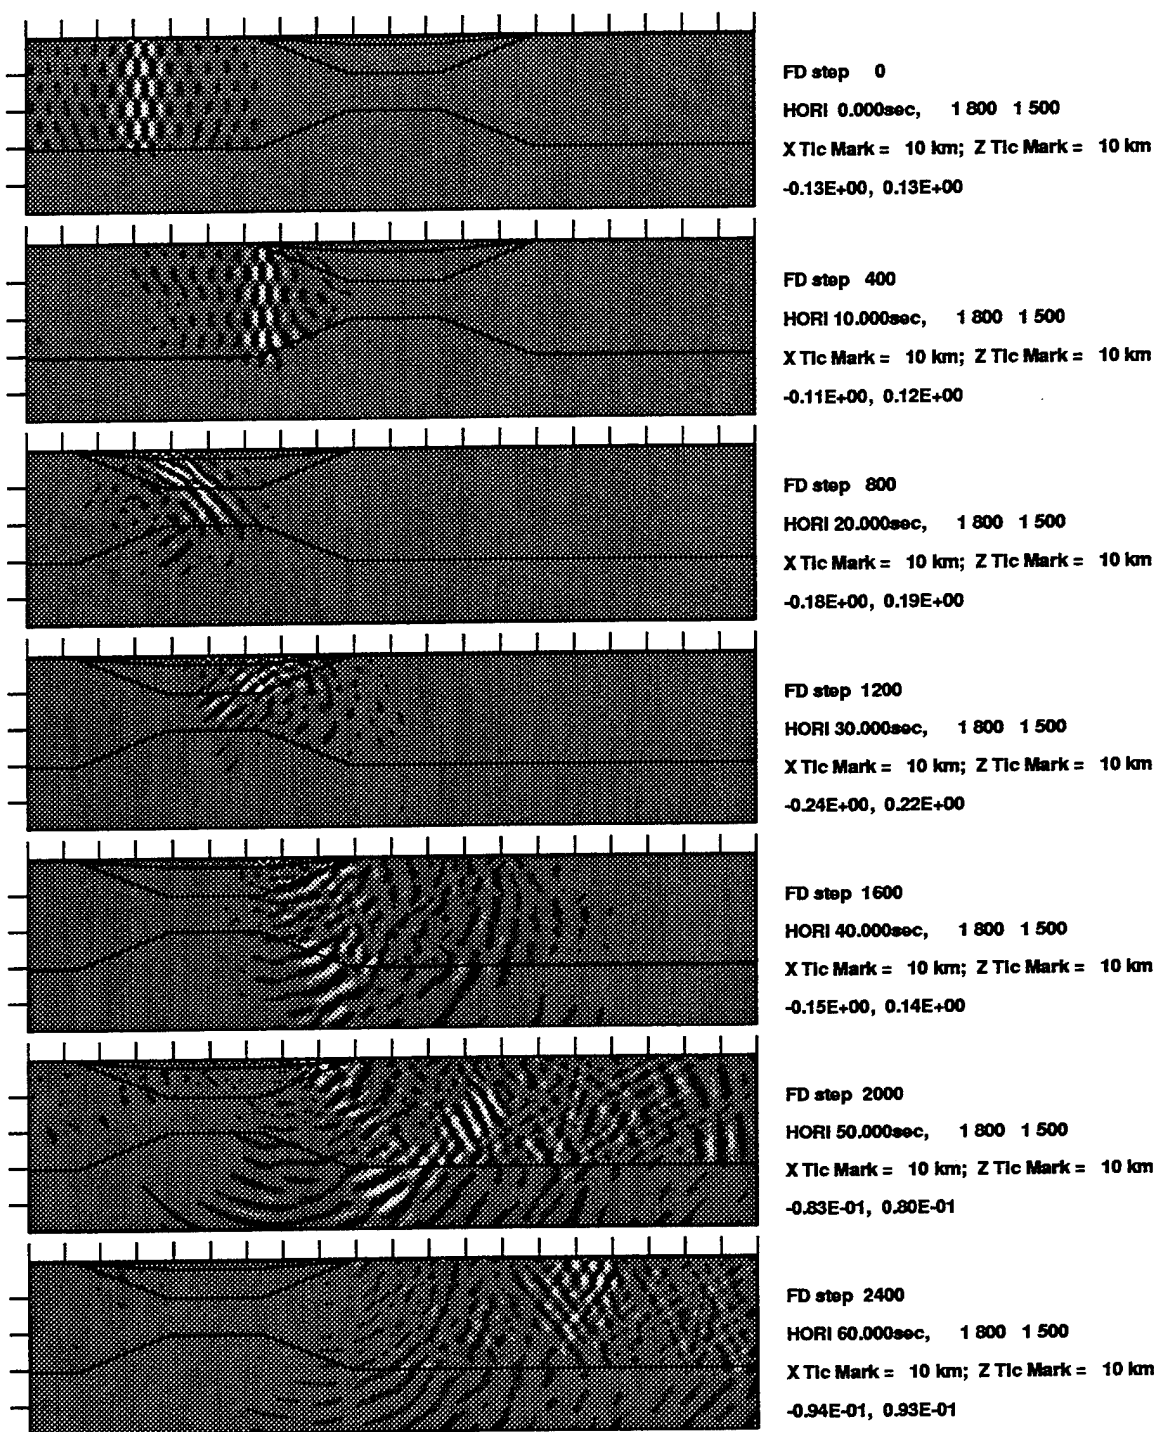 FD step 0
HORI 0.000sec, 1 800 1 500
X Tic Mark = 10 km; Z Tic Mark = 10 km
-0.13E+00, 0.13E+00
FD step 400
HORI 10.000sec, 1 800 1 500
X Tic Mark = 10 km; Z Tic Mark = 10 km
-0.11E+00, 0.12E+00
FD step 800
HORI 20.000sec, 1 800 1 500
X Tic Mark = 10 km; Z Tic Mark = 10 km
-0.18E+00, 0.19E+00
FD step 1200
HORI 30.000sec, 1 800 1 500
X Tic Mark = 10 km; Z Tic Mark = 10 km
-0.24E+00, 0.22E+00
FD step 1600
HORI 40.000sec, 1 800 1 500
X Tic Mark = 10 km; Z Tic Mark = 10 km
-0.15E+00, 0.14E+00
FD step 2000
HORI 50.000sec, 1 800 1 500
X Tic Mark = 10 km; Z Tic Mark = 10 km
-0.83E-01, 0.80E-01
FD step 2400
HORI 60.000sec, 1 800 1 500
X Tic Mark = 10 km; Z Tic Mark = 10 km
-0.94E-01, 0.93E-01